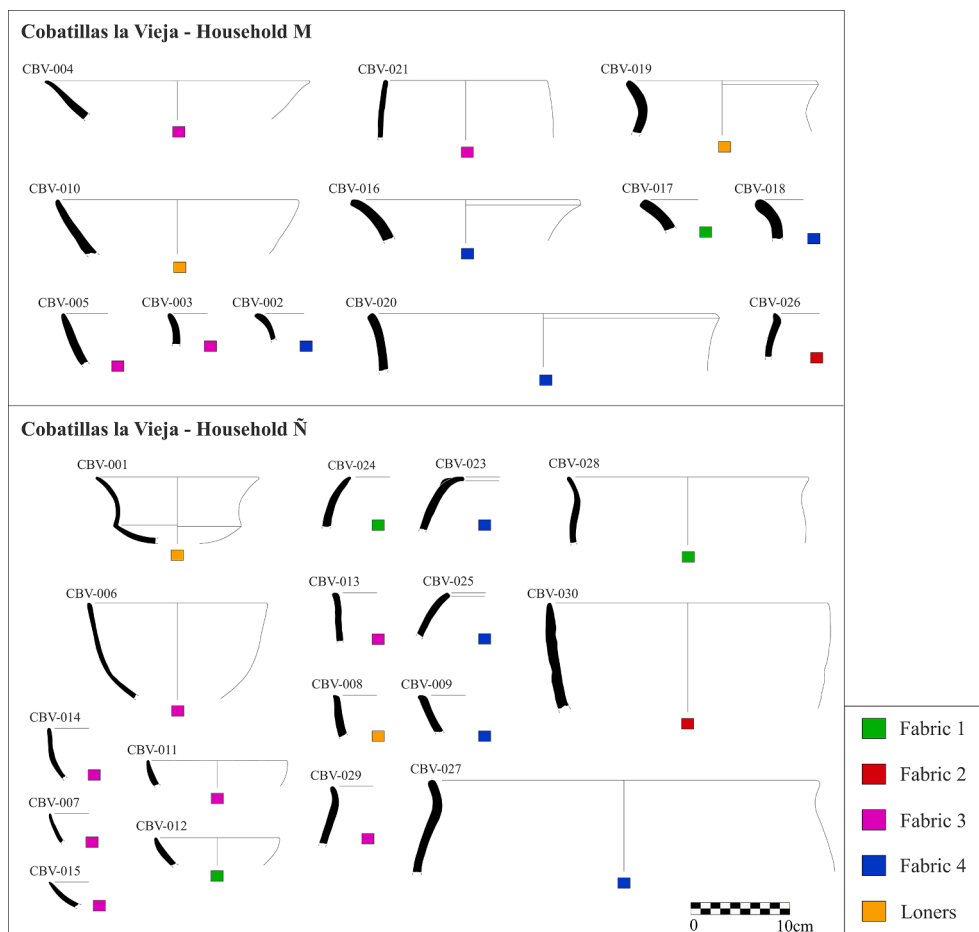 Cobatillas la Vieja - Household M
CBV-004
CBV-021
CBV-019
CBV-010
CBV-016
CBV-017
CBV-018
CBV-005
CBV-003
CBV-002
CBV-020
CBV-026
Cobatillas la Vieja - Household Ñ
CBV-001
CBV-024
CBV-023
CBV-028
CBV-006
CBV-013
CBV-025
CBV-030
CBV-008
CBV-009
CBV-014
CBV-011
CBV-029
CBV-027
CBV-007
CBV-012
CBV-015
0 10cm
Fabric 1
Fabric 2
Fabric 3
Fabric 4
Loners